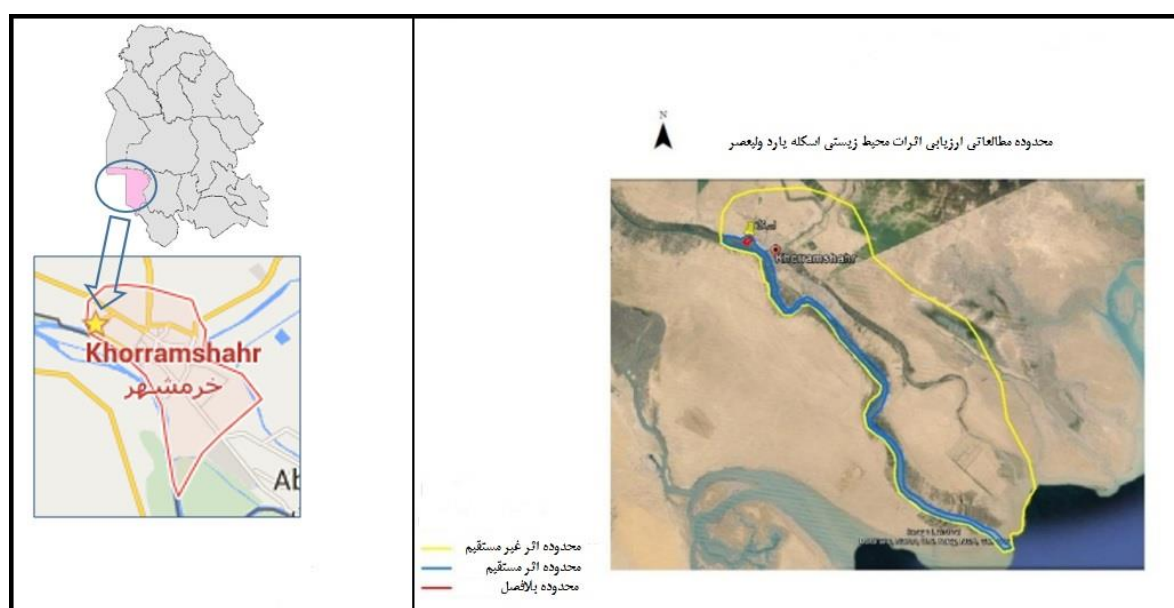 محدوده مطالعاتی ارزیابی اثرات محیط زیستی اسکله یارد ولیعصر
N
اسکله
Khorramshahr
Khorramshahr
خرمشهر
Ab
محدوده اثر غیر مستقیم
محدوده اثر مستقیم
محدوده بلافصل